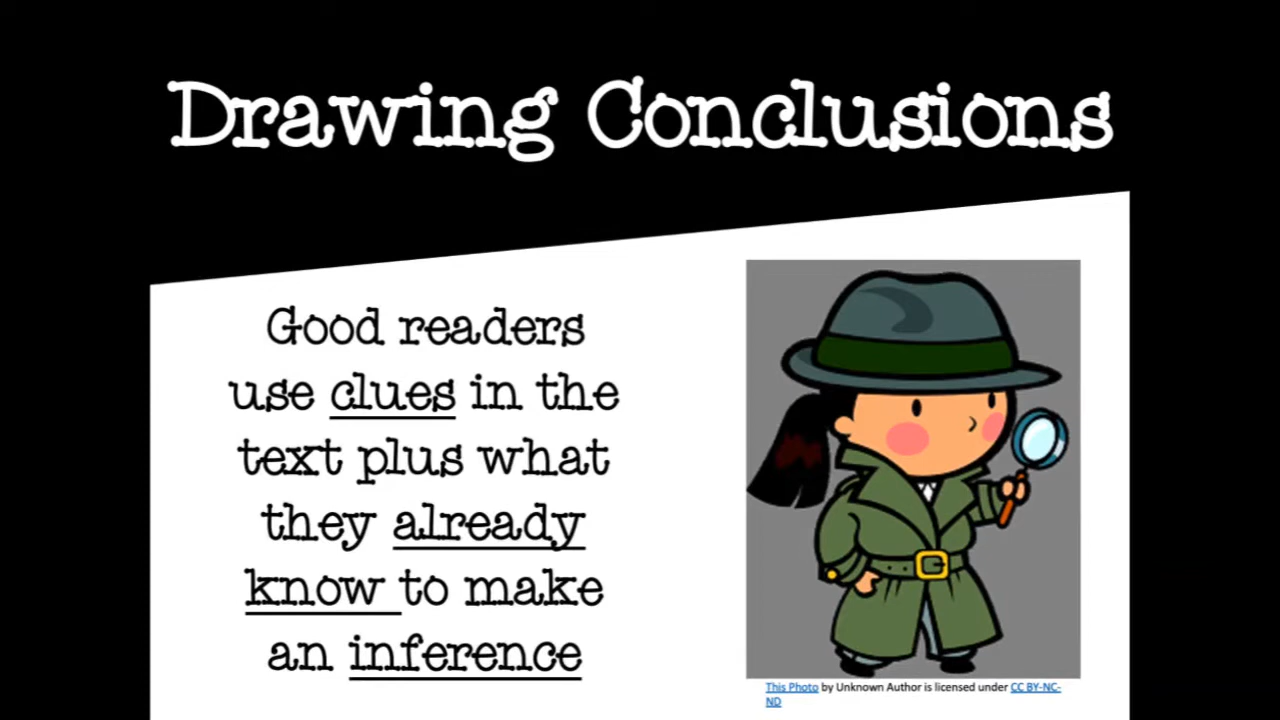 Drawing Conclusions
Good readers
use clues in the
text plus what
they already
know to make
an inference
This Photo by Unknown Author is licensed under CC BY-NC-
ND